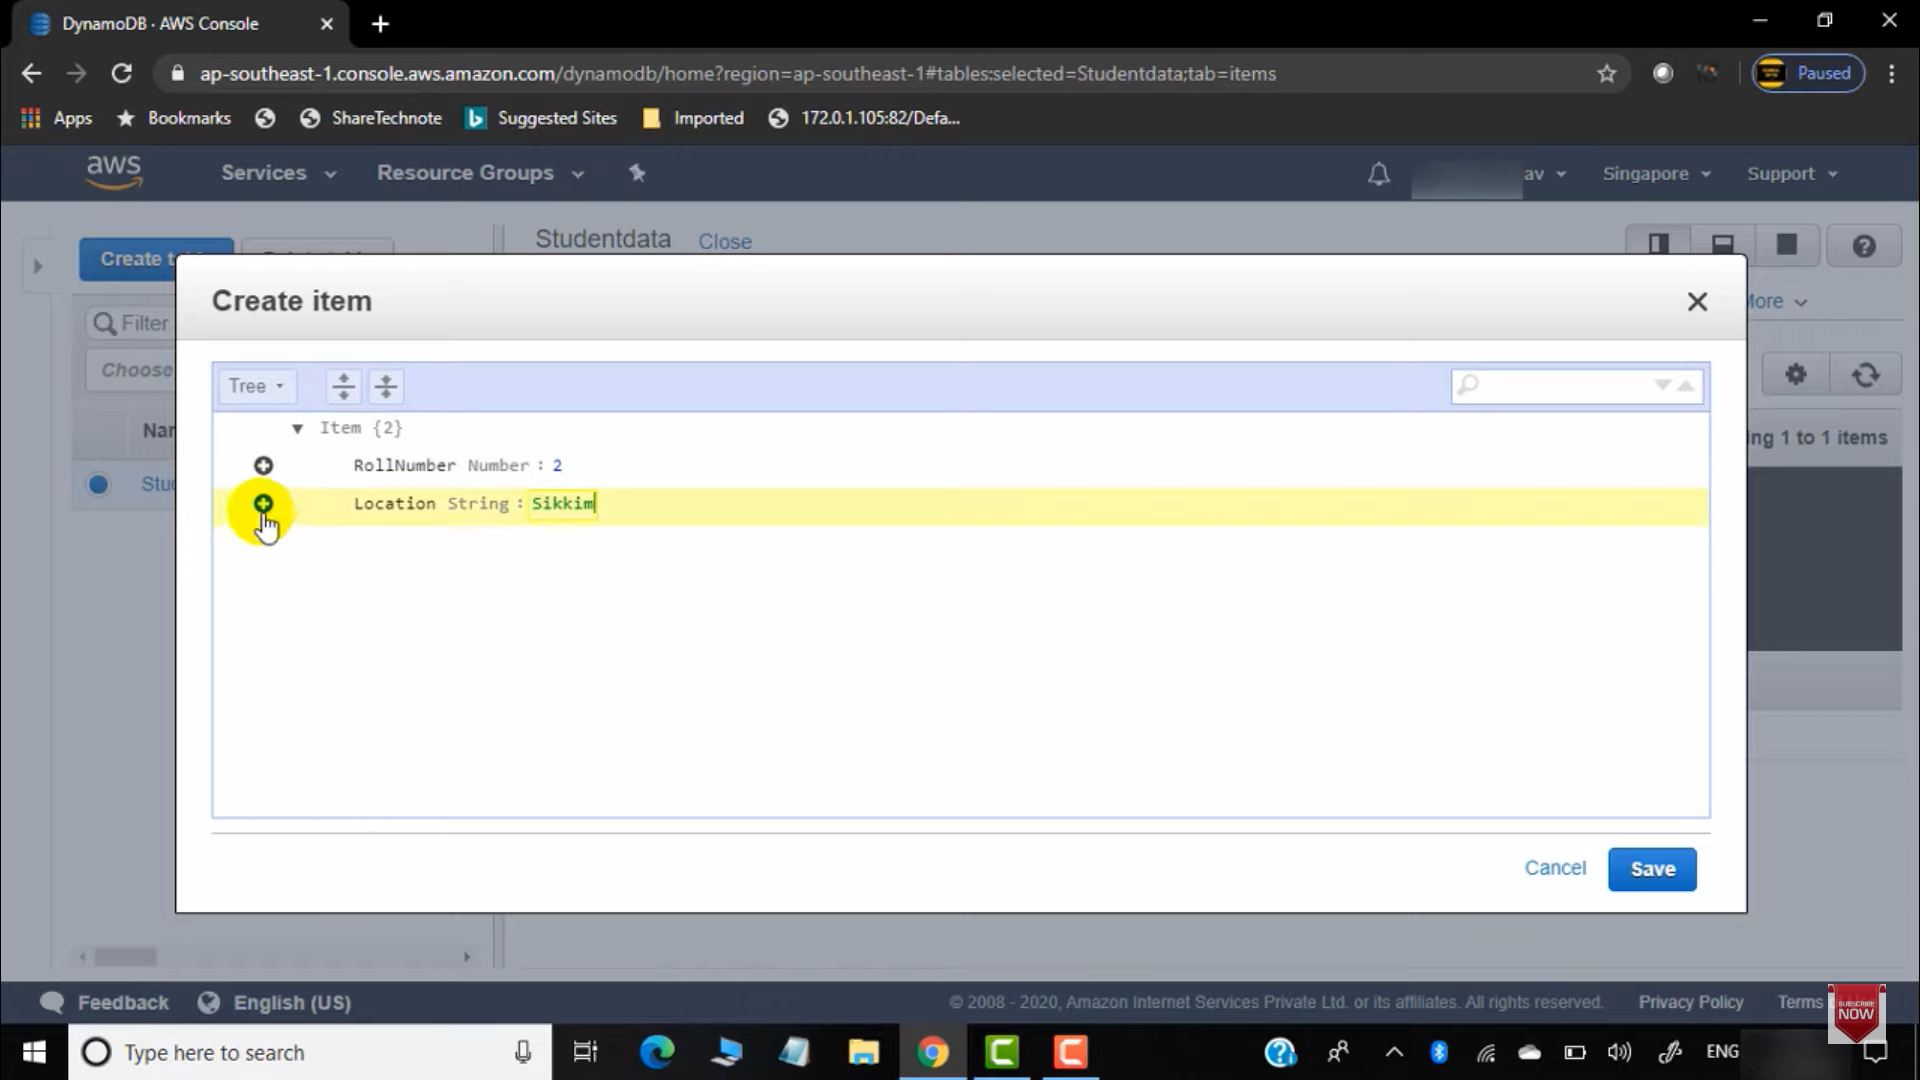 DynamoDB · AWS Console
ap-southeast-1.console.aws.amazon.com/dynamodb/home?region=ap-southeast-1#tables:selected=Studentdata;tab=items
Paused
Apps
Bookmarks
ShareTechnote
Suggested Sites
Imported
172.0.1.105:82/Defa...
aws
Services
Resource Groups
av
Singapore
Support
Create t
Studentdata
Close
Create item
More
Filter
Choose
Tree
Nar
ing 1 to 1 items
Item {2}
RollNumber Number : 2
Stu
Location String : Sikkim
Cancel
Save
Feedback
English (US)
© 2008 - 2020, Amazon Internet Services Private Ltd. or its affiliates. All rights reserved.
Privacy Policy
Terms
SUBSCRIBE
NOW
Type here to search
ENG